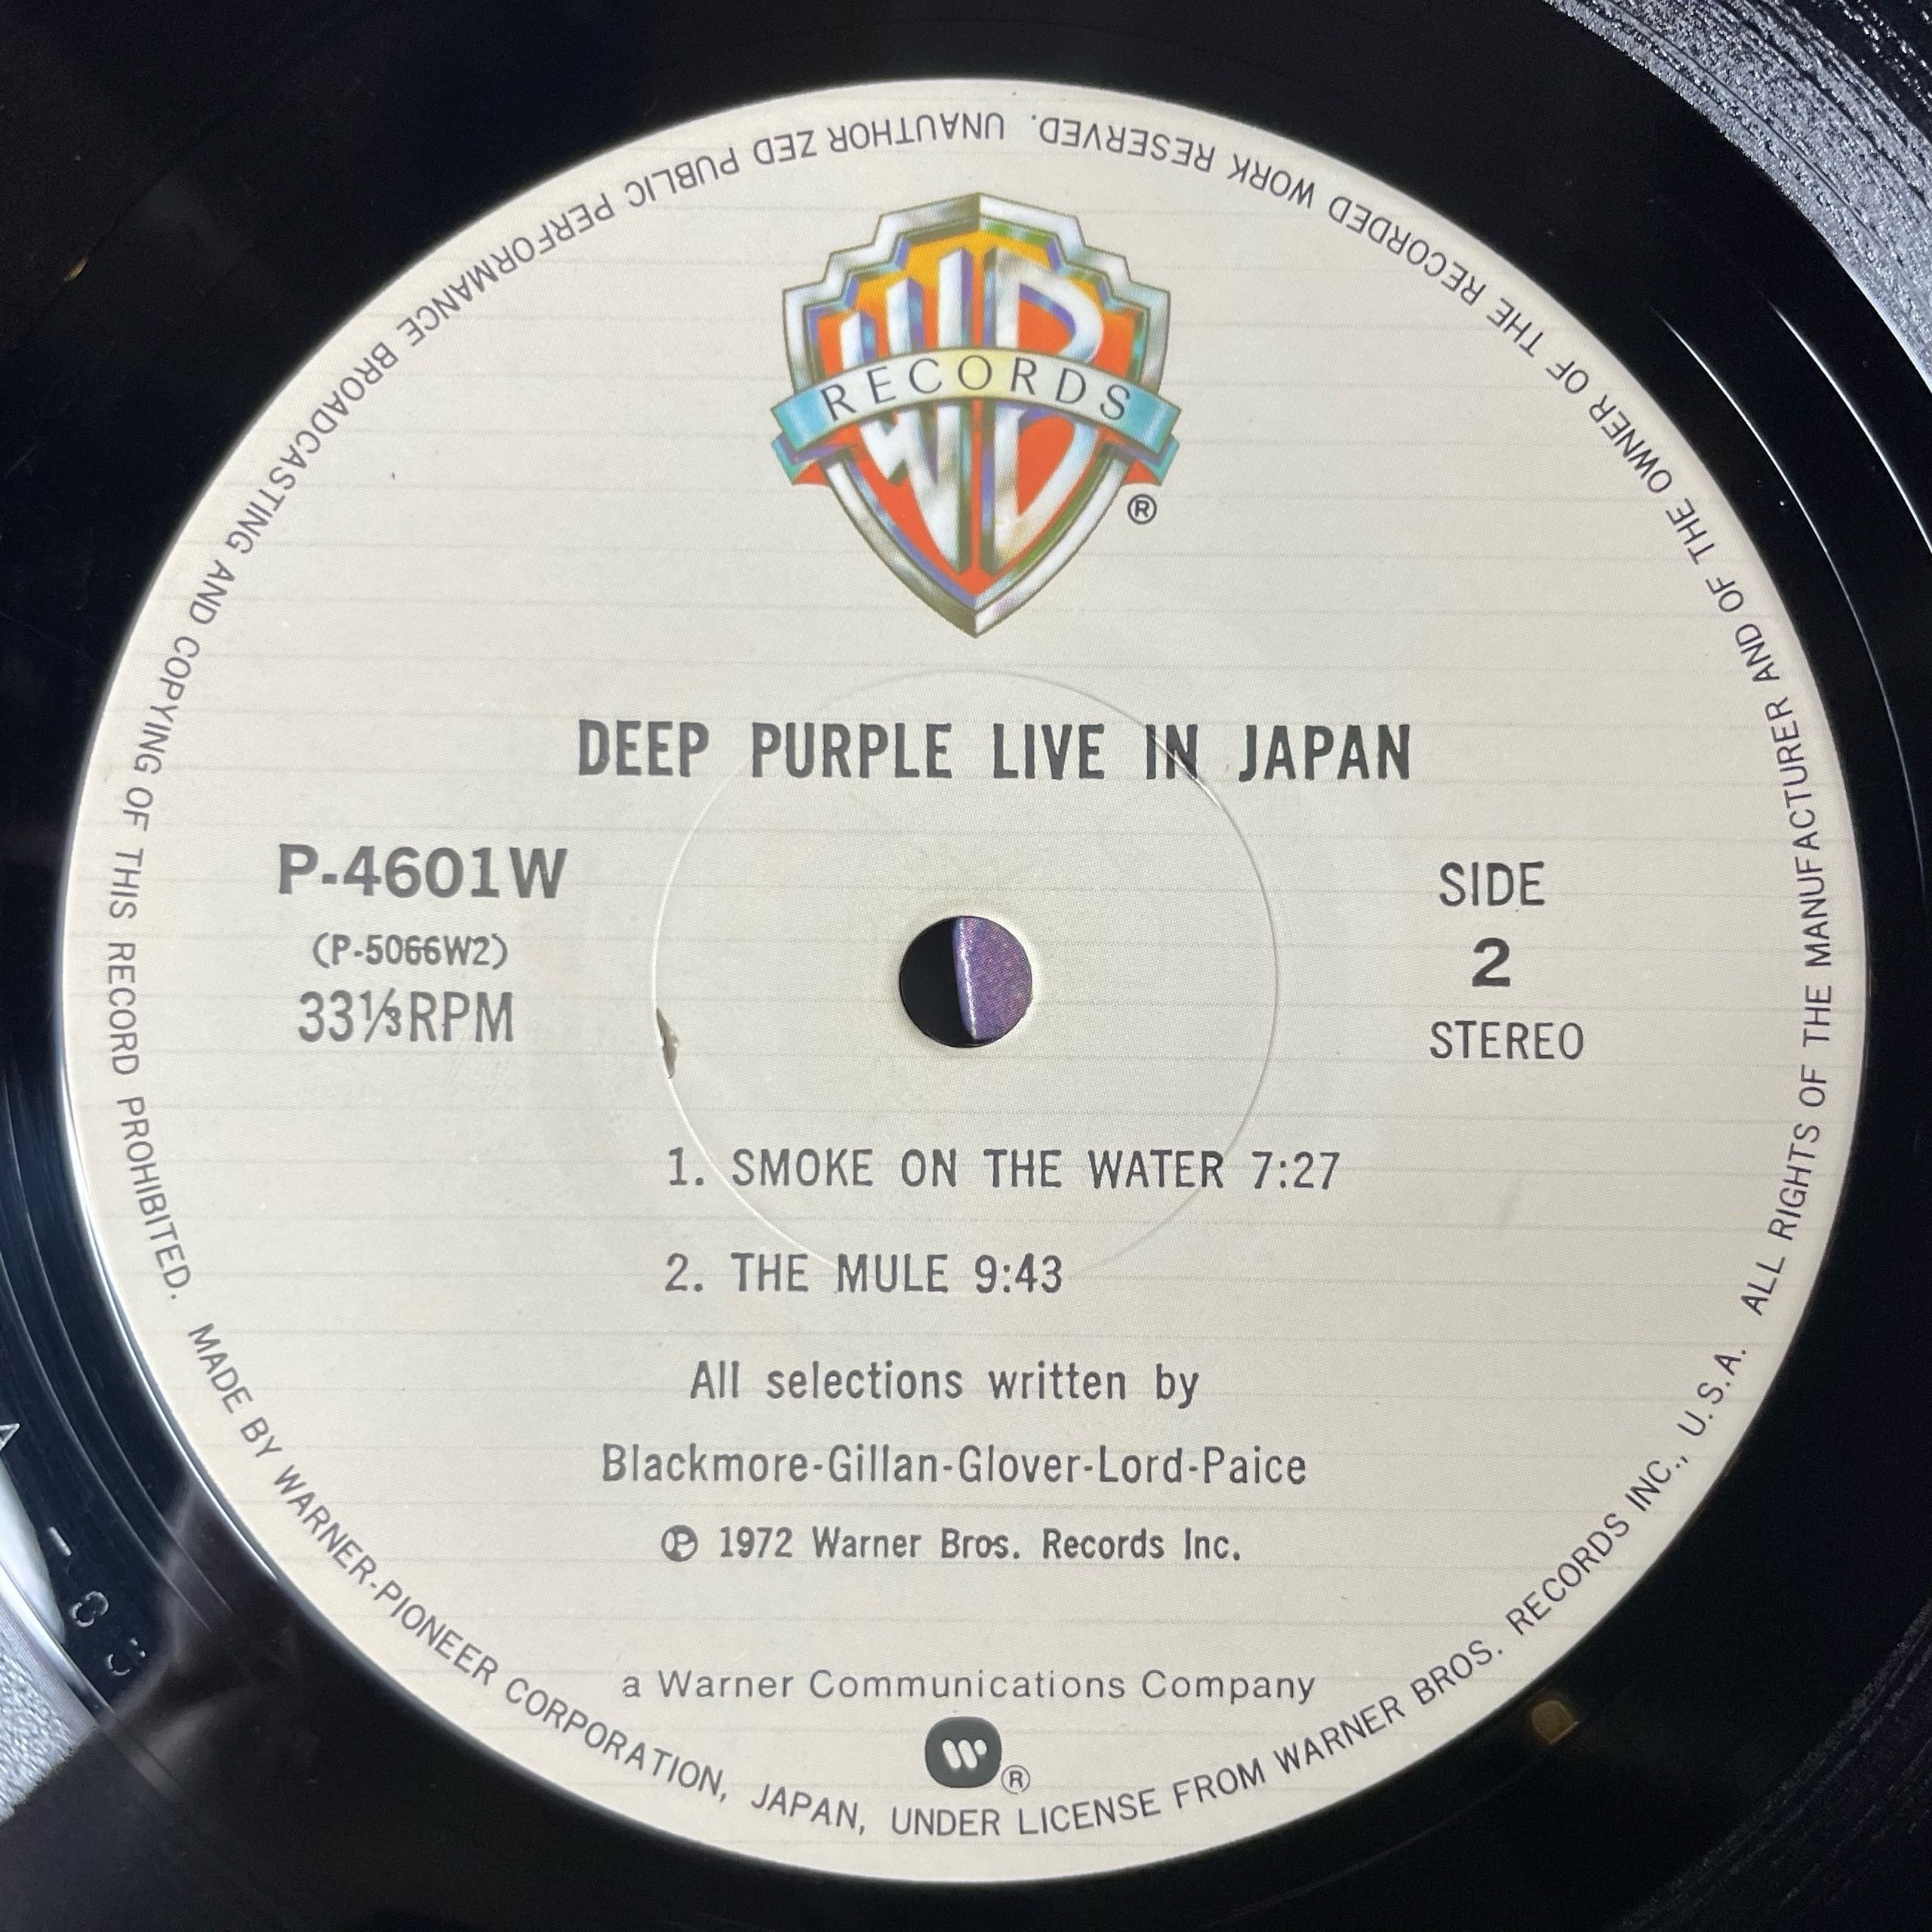 WB
RECORDS
®
DEEP PURPLE LIVE IN JAPAN
P-4601W
(P-5066W2)
33⅓RPM
SIDE
2
STEREO
1. SMOKE ON THE WATER 7:27
2. THE MULE 9:43
All selections written by
Blackmore-Gillan-Glover-Lord-Paice
℗ 1972 Warner Bros. Records Inc.
a Warner Communications Company
®
MADE BY WARNER-PIONEER CORPORATION, JAPAN, UNDER LICENSE FROM WARNER BROS. RECORDS INC., U.S.A. ALL RIGHTS OF THE MANUFACTURER AND OF THE OWNER OF THE RECORDED WORK RESERVED. UNAUTHOR ZED PUBLIC PERFORMANCE BROADCASTING AND COPYING OF THIS RECORD PROHIBITED.